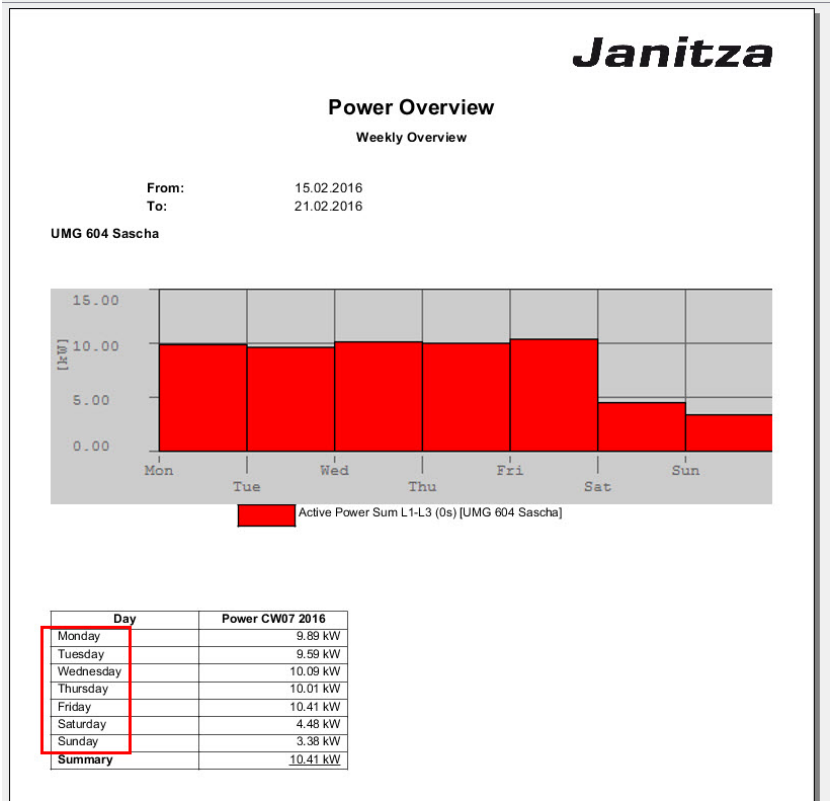 Janitza
Power Overview
Weekly Overview
From: 15.02.2016
To: 21.02.2016
UMG 604 Sascha
15.00
[kW]
10.00
5.00
0.00
Mon Tue Wed Thu Fri Sat Sun
Active Power Sum L1-L3 (0s) [UMG 604 Sascha]
Day Power CW07 2016
Monday 9.89 kW
Tuesday 9.59 kW
Wednesday 10.09 kW
Thursday 10.01 kW
Friday 10.41 kW
Saturday 4.48 kW
Sunday 3.38 kW
Summary 10.41 kW